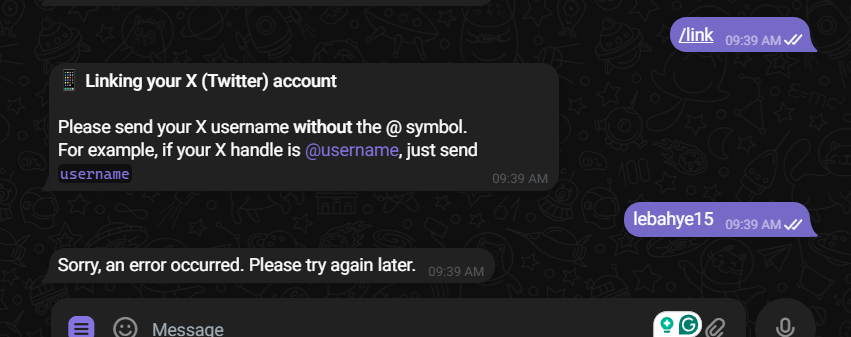 /link 09:39 AM
Linking your X (Twitter) account
Please send your X username without the @ symbol.
For example, if your X handle is @username, just send
username
09:39 AM
lebahye15 09:39 AM
Sorry, an error occurred. Please try again later. 09:39 AM
Message